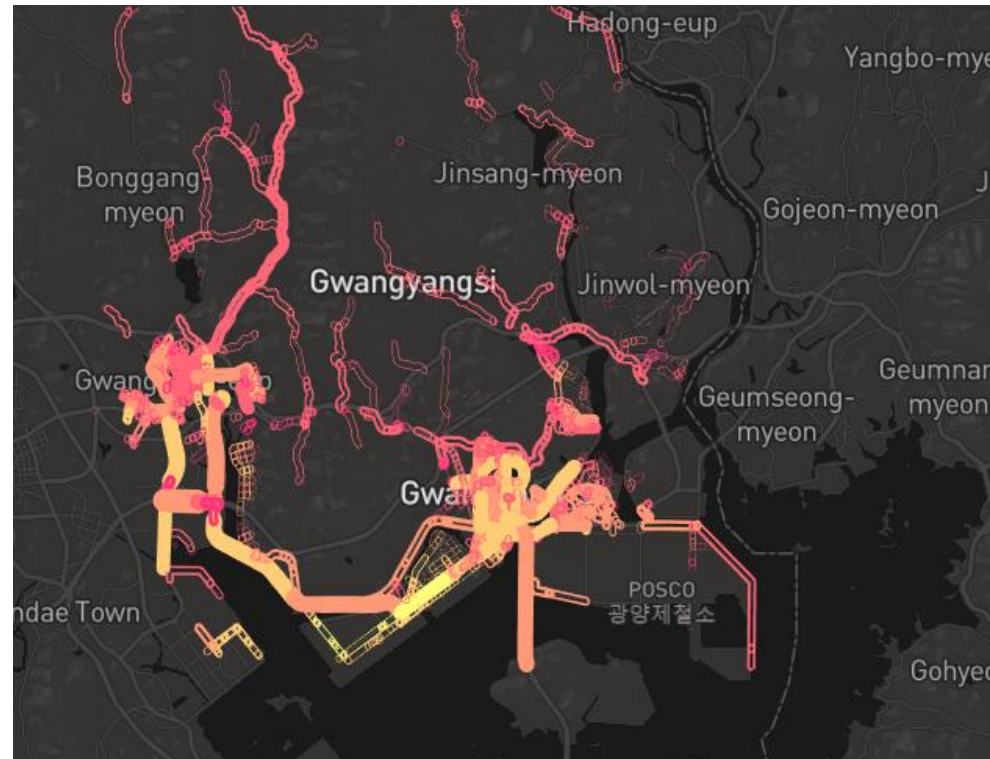 Hadong-eup
Yangbo-mye
Jinsang-myeon
Bonggang
myeon
Gojeon-myeon
Gwangyangsi
Jinwol-myeon
Geumnar
myeon
Geumseong-
myeon
POSCO
광양제철소
ndae Town
Gohyeo